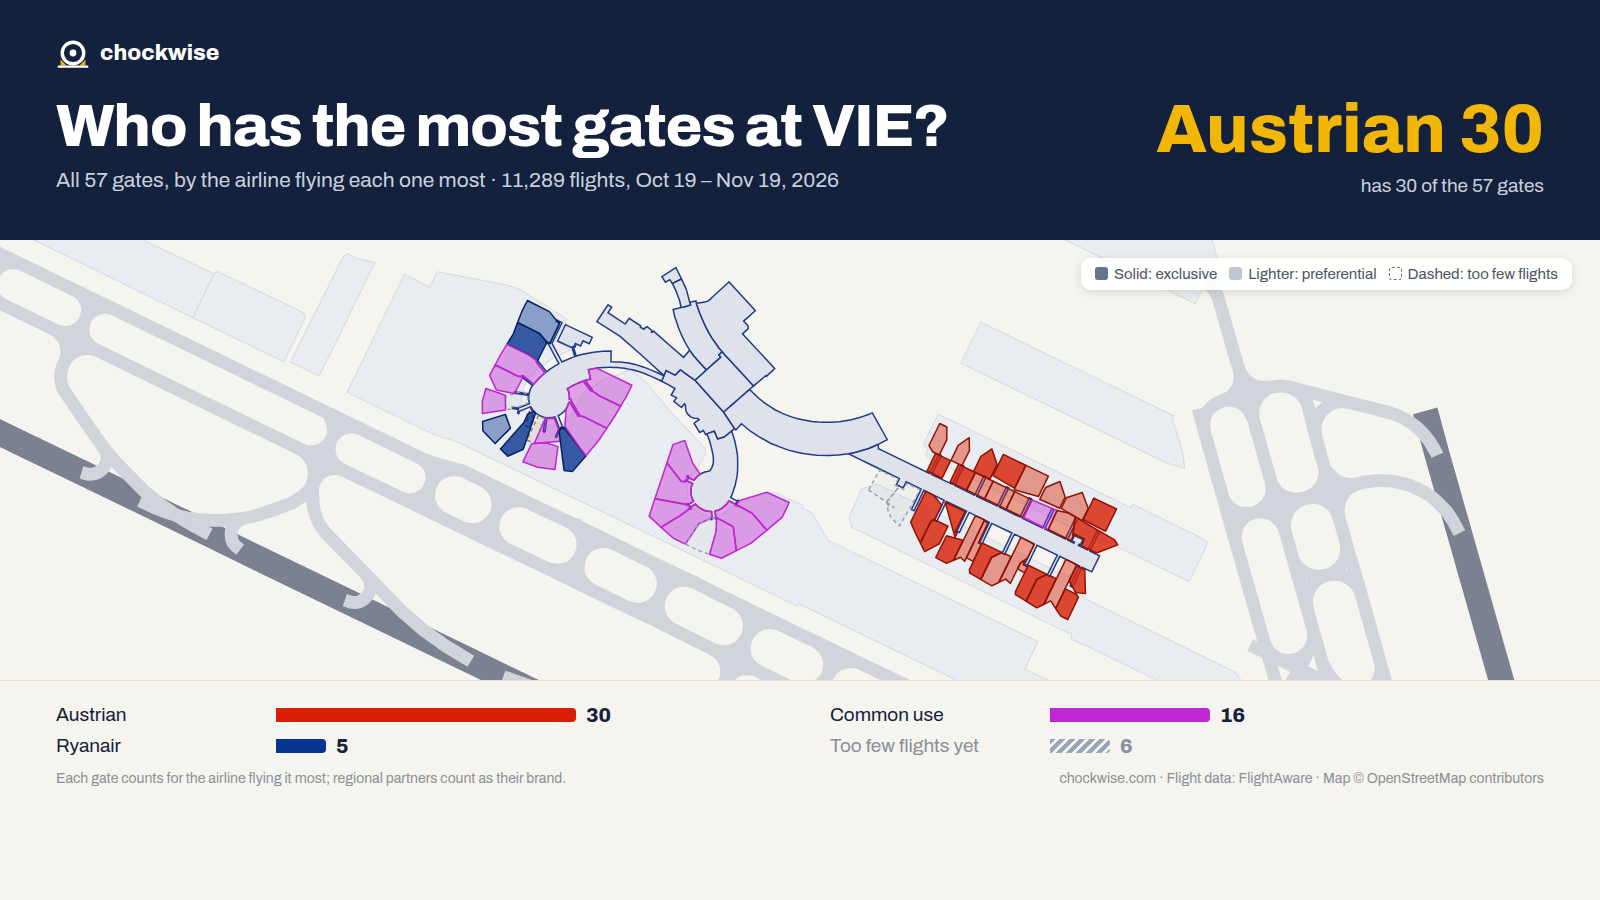 chockwise
Who has the most gates at VIE?
Austrian 30
All 57 gates, by the airline flying each one most · 11,289 flights, Oct 19 – Nov 19, 2026
has 30 of the 57 gates
Solid: exclusive Lighter: preferential Dashed: too few flights
Austrian 30
Ryanair 5
Common use 16
Too few flights yet 6
Each gate counts for the airline flying it most; regional partners count as their brand.
chockwise.com · Flight data: FlightAware · Map © OpenStreetMap contributors